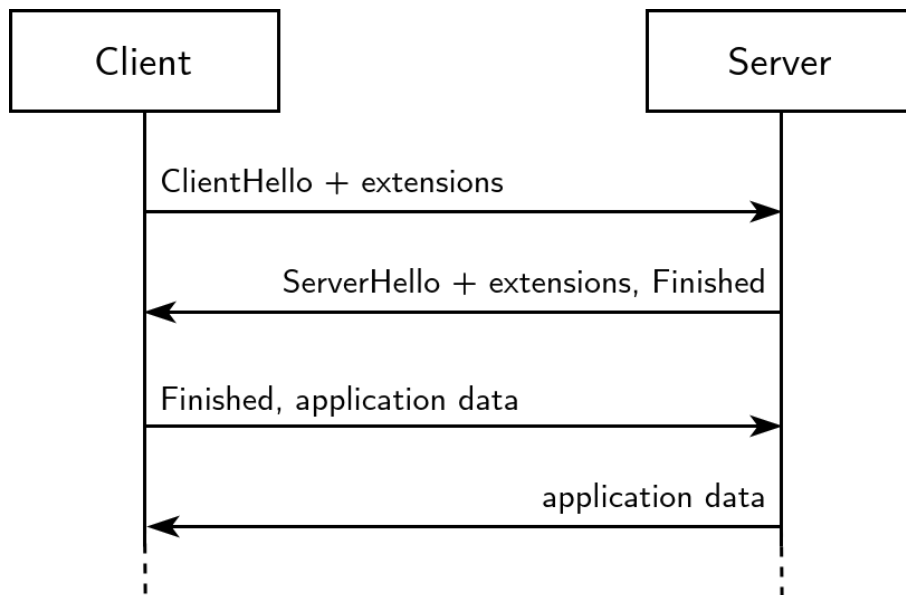 Client
Server
ClientHello + extensions
ServerHello + extensions, Finished
Finished, application data
application data